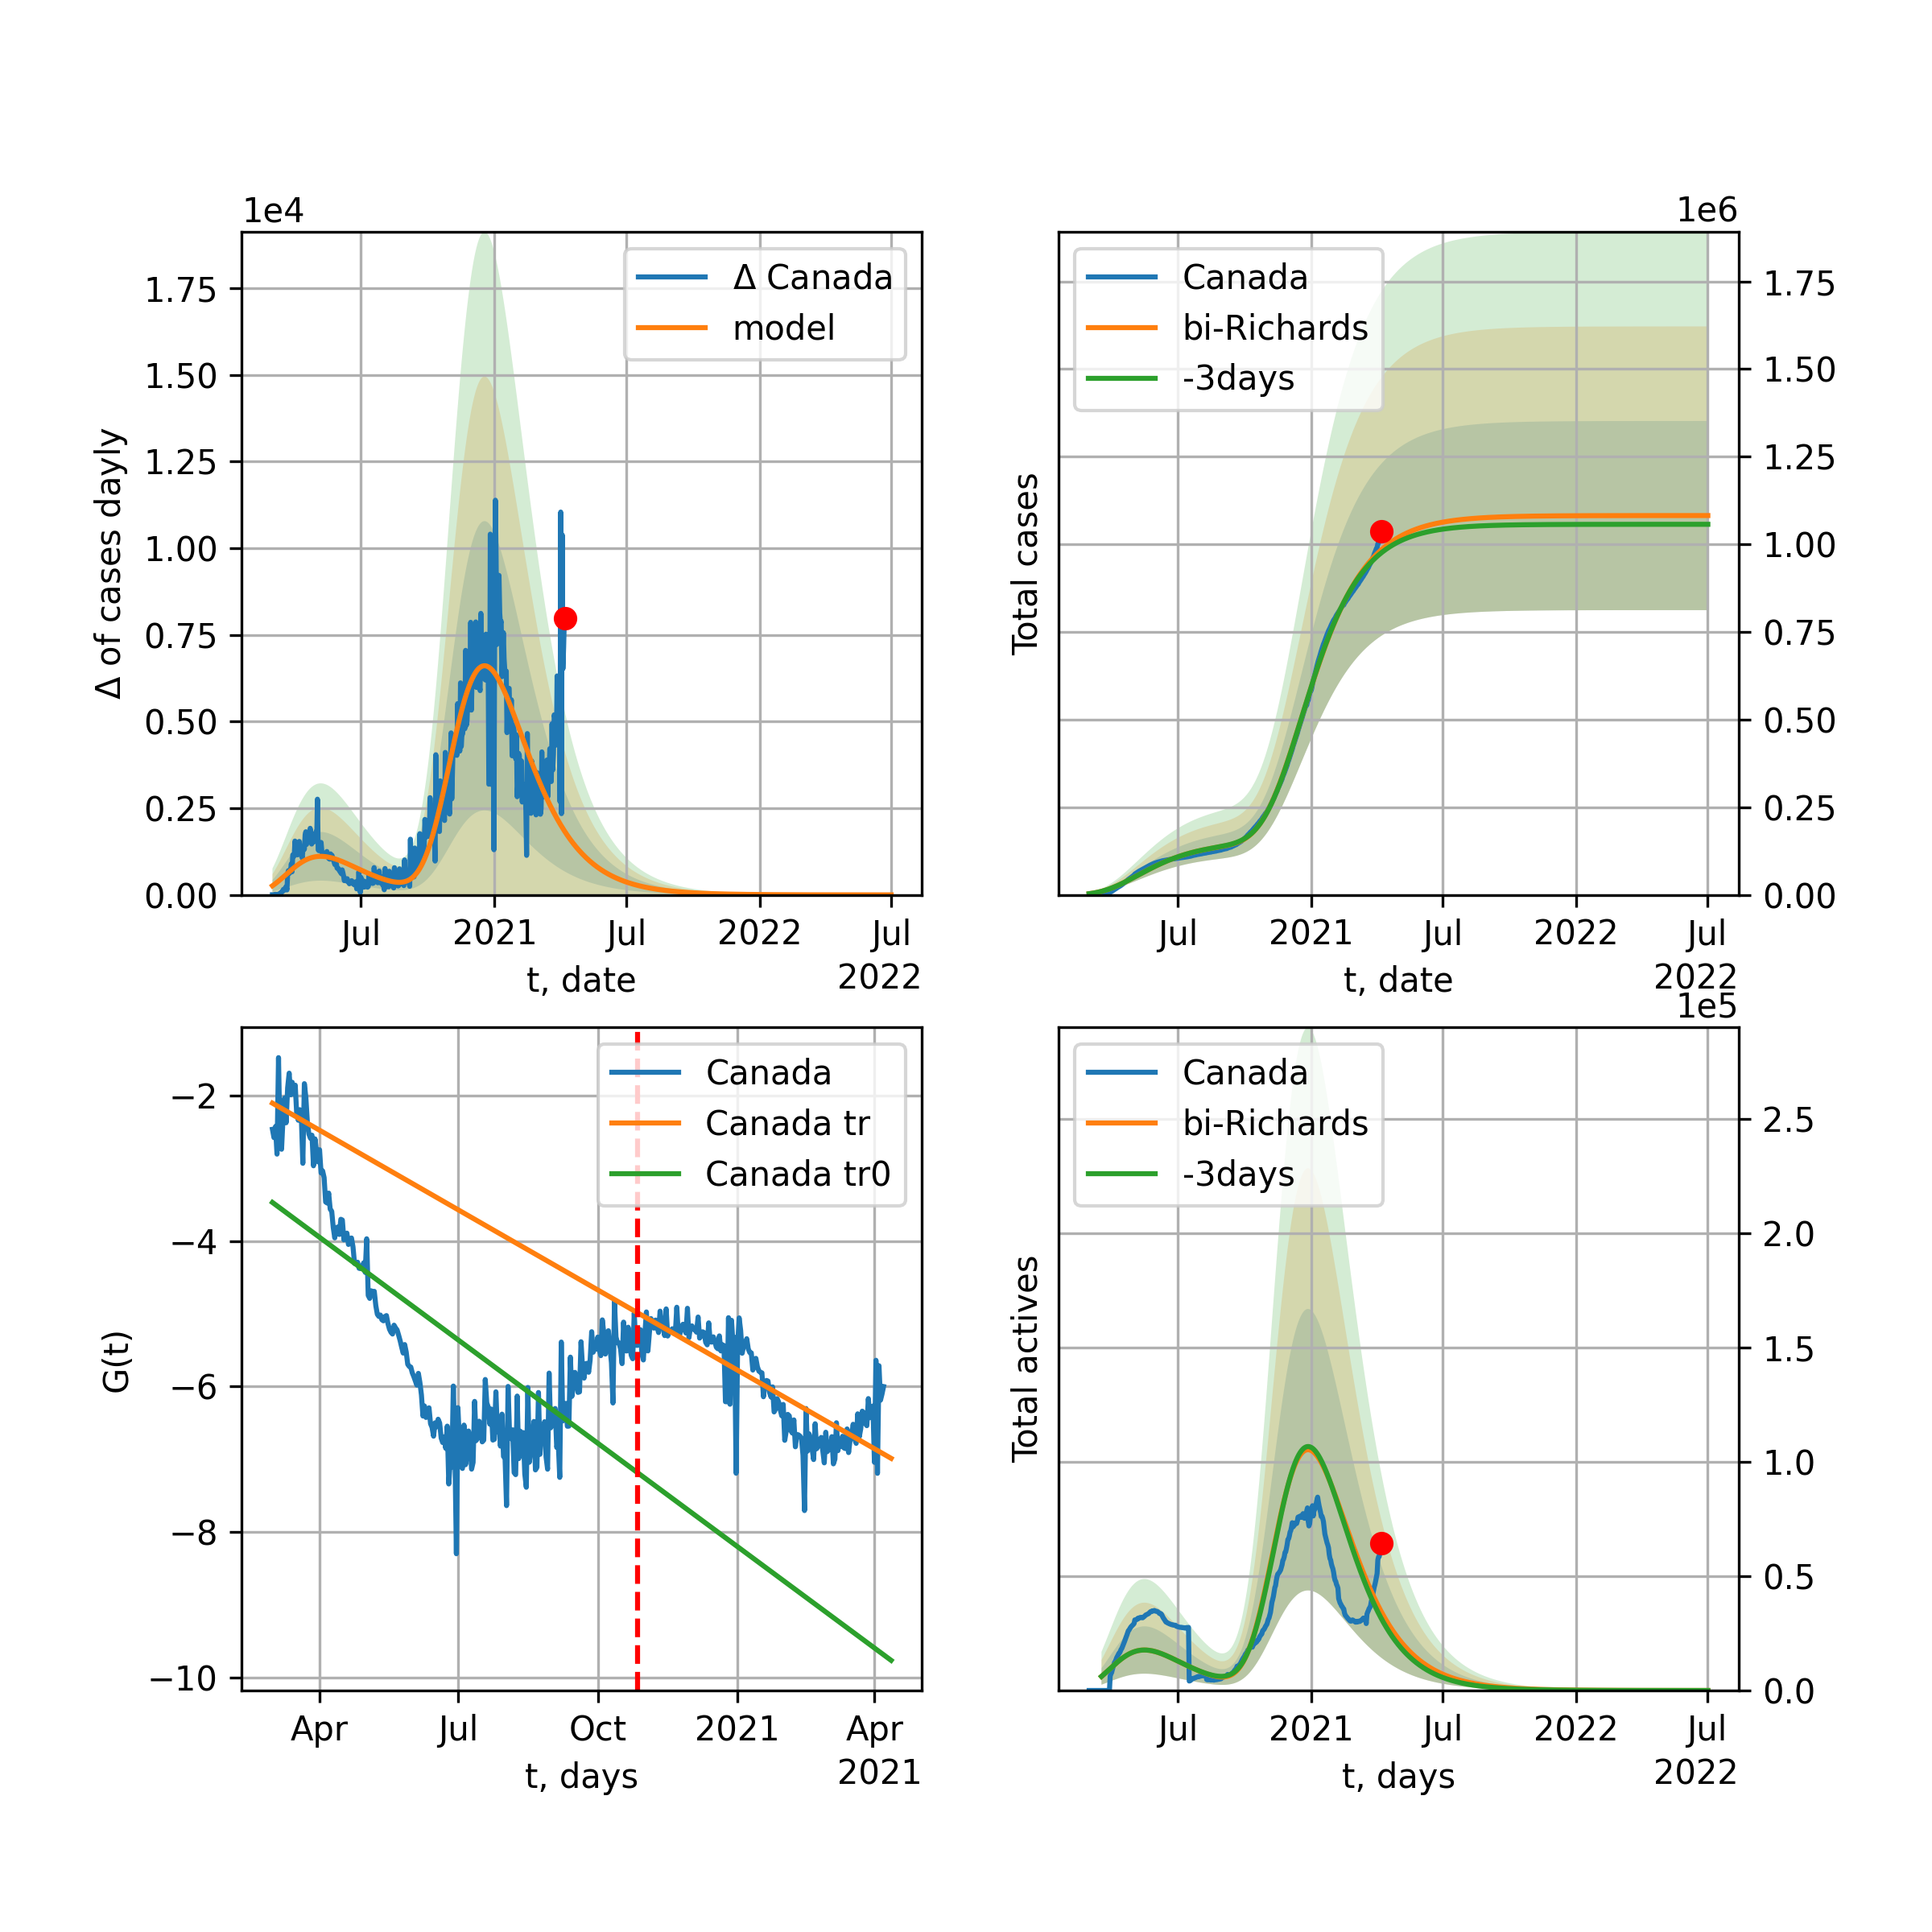 1e4
1.75
1.50
1.25
1.00
0.75
0.50
0.25
0.00
Δ of cases dayly
Δ Canada
model
Jul
2021
Jul
2022
Jul
2022
t, date
1e6
1.75
1.50
1.25
1.00
0.75
0.50
0.25
0.00
Total cases
Canada
bi-Richards
-3days
Jul
2021
Jul
2022
Jul
2022
t, date
−2
−4
−6
−8
−10
G(t)
Canada
Canada tr
Canada tr0
Apr
Jul
Oct
2021
Apr
2021
t, days
1e5
2.5
2.0
1.5
1.0
0.5
0.0
Total actives
Canada
bi-Richards
-3days
Jul
2021
Jul
2022
Jul
2022
t, days